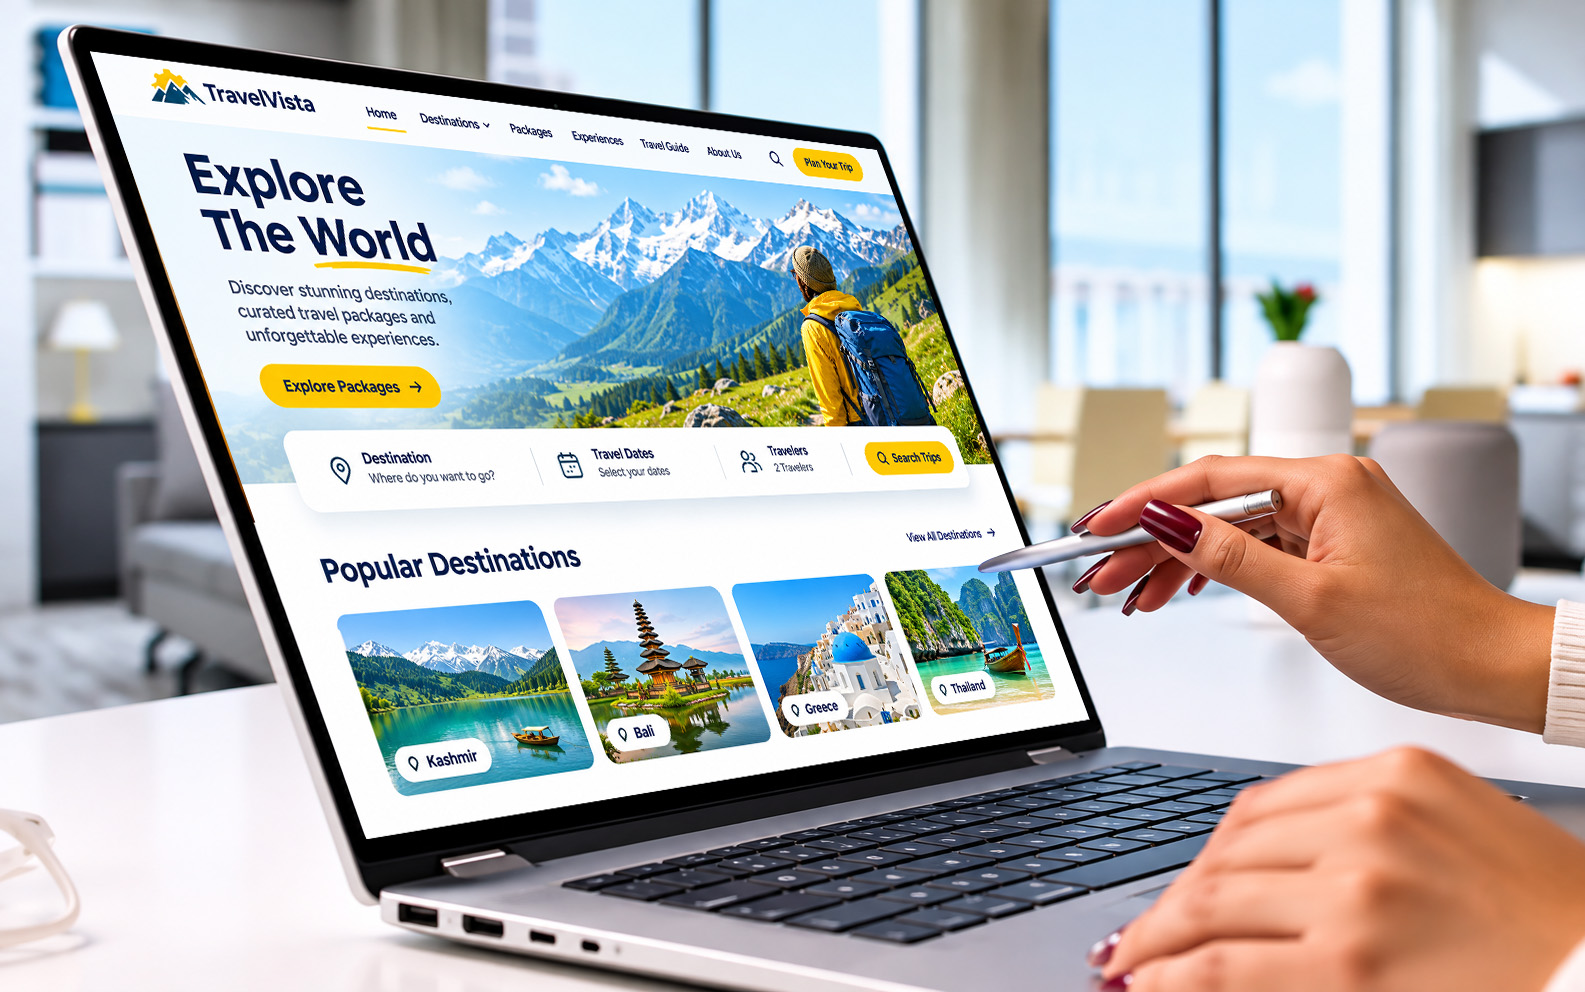 TravelVista
Home
Destinations
Packages
Experiences
Travel Guide
About Us
Plan Your Trip
Explore
The World
Discover stunning destinations,
curated travel packages and
unforgettable experiences.
Explore Packages →
Destination
Where do you want to go?
Travel Dates
Select your dates
Travelers
2 Travelers
Search Trips
Popular Destinations
View All Destinations →
Kashmir
Bali
Greece
Thailand